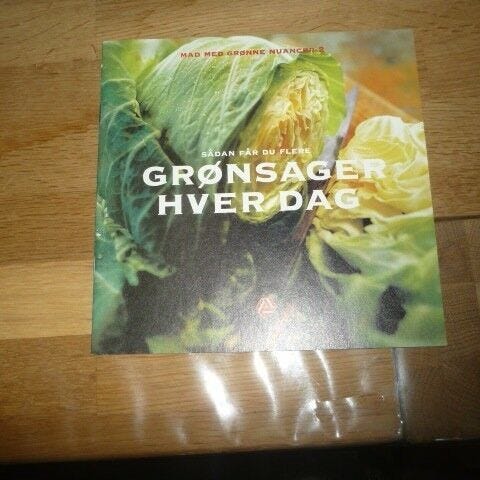 MAD MED GRØNNE NUANCER 2
SÅDAN FÅR DU FLERE
GRØNSAGER
HVER DAG